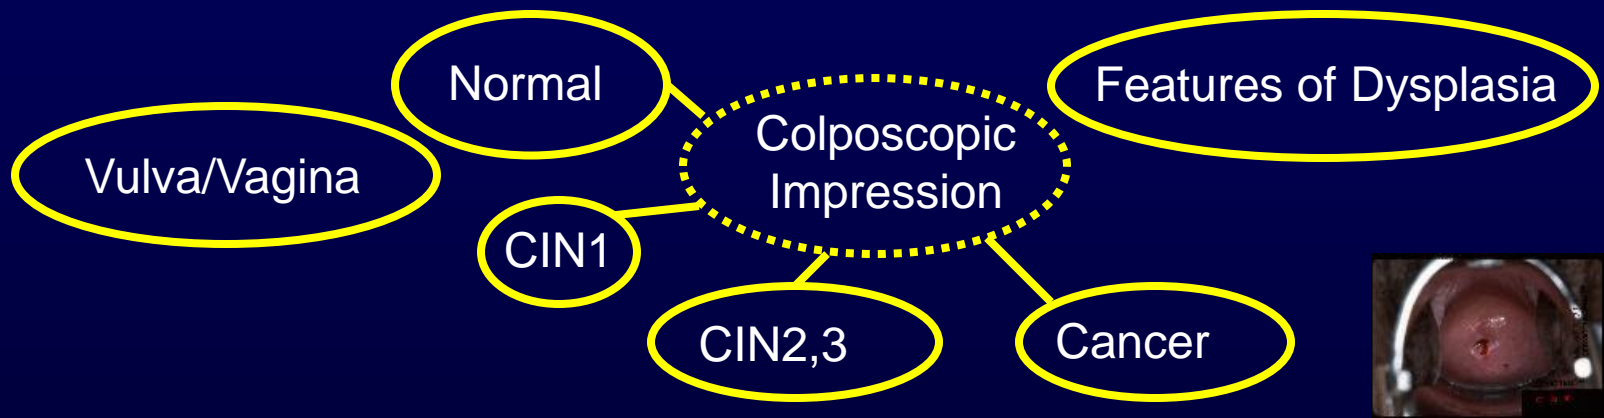 Normal
Features of Dysplasia
Colposcopic
Impression
Vulva/Vagina
CIN1
CIN2,3
Cancer